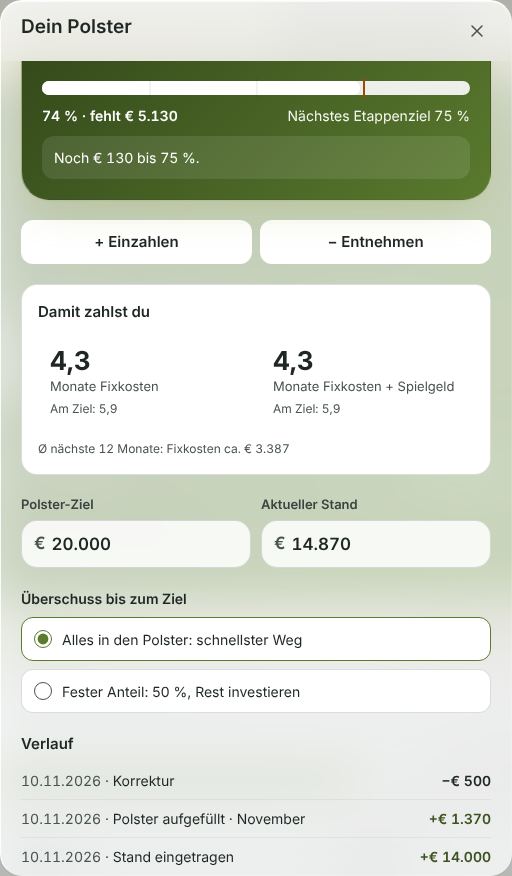 Dein Polster
74 % · fehlt € 5.130 Nächstes Etappenziel 75 %
Noch € 130 bis 75 %.
+ Einzahlen – Entnehmen
Damit zahlst du
4,3 4,3
Monate Fixkosten Monate Fixkosten + Spielgeld
Am Ziel: 5,9 Am Ziel: 5,9
Ø nächste 12 Monate: Fixkosten ca. € 3.387
Polster-Ziel Aktueller Stand
€ 20.000 € 14.870
Überschuss bis zum Ziel
Alles in den Polster: schnellster Weg
Fester Anteil: 50 %, Rest investieren
Verlauf
10.11.2026 · Korrektur −€ 500
10.11.2026 · Polster aufgefüllt · November +€ 1.370
10.11.2026 · Stand eingetragen +€ 14.000